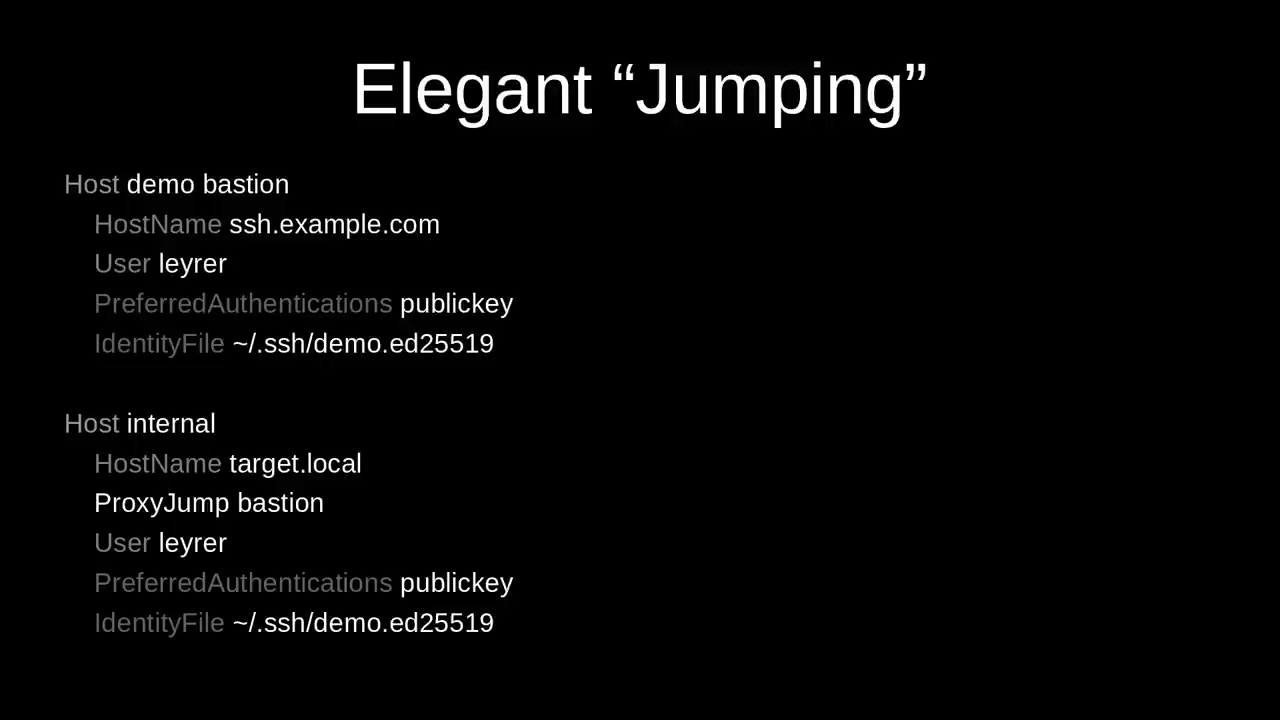 Elegant “Jumping”
Host demo bastion
HostName ssh.example.com
User leyrer
PreferredAuthentications publickey
IdentityFile ~/.ssh/demo.ed25519
Host internal
HostName target.local
ProxyJump bastion
User leyrer
PreferredAuthentications publickey
IdentityFile ~/.ssh/demo.ed25519